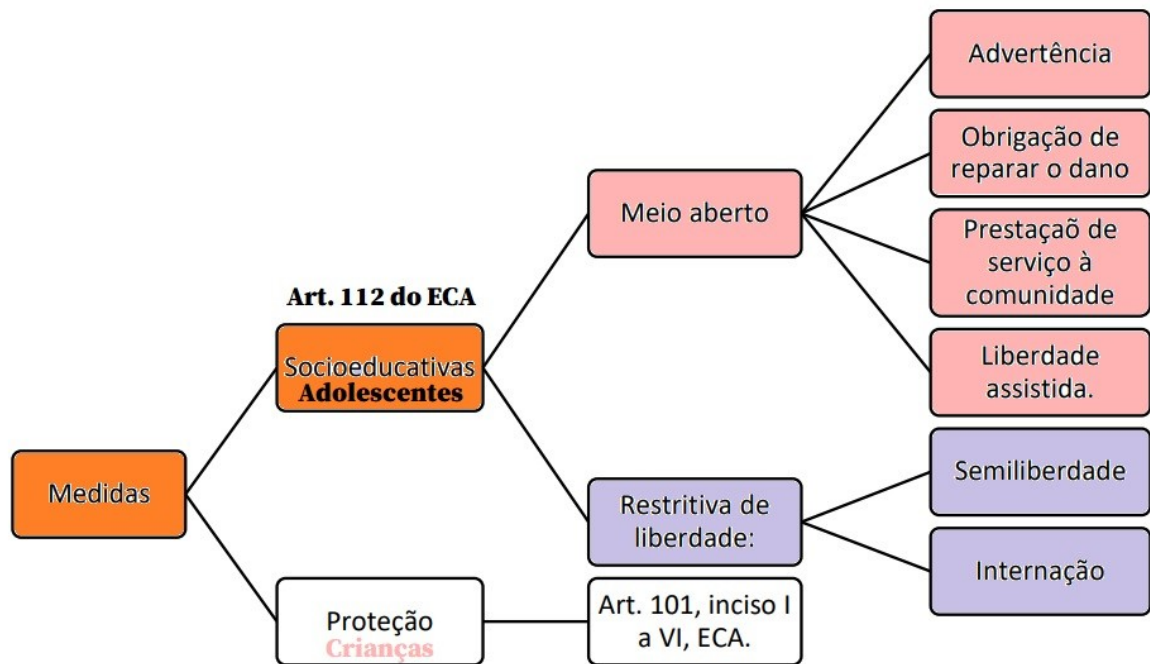 Medidas
Art. 112 do ECA
Socioeducativas
Adolescentes
Meio aberto
Advertência
Obrigação de
reparar o dano
Prestaçaõ de
serviço à
comunidade
Liberdade
assistida.
Restritiva de
liberdade:
Semiliberdade
Internação
Proteção
Crianças
Art. 101, inciso I
a VI, ECA.